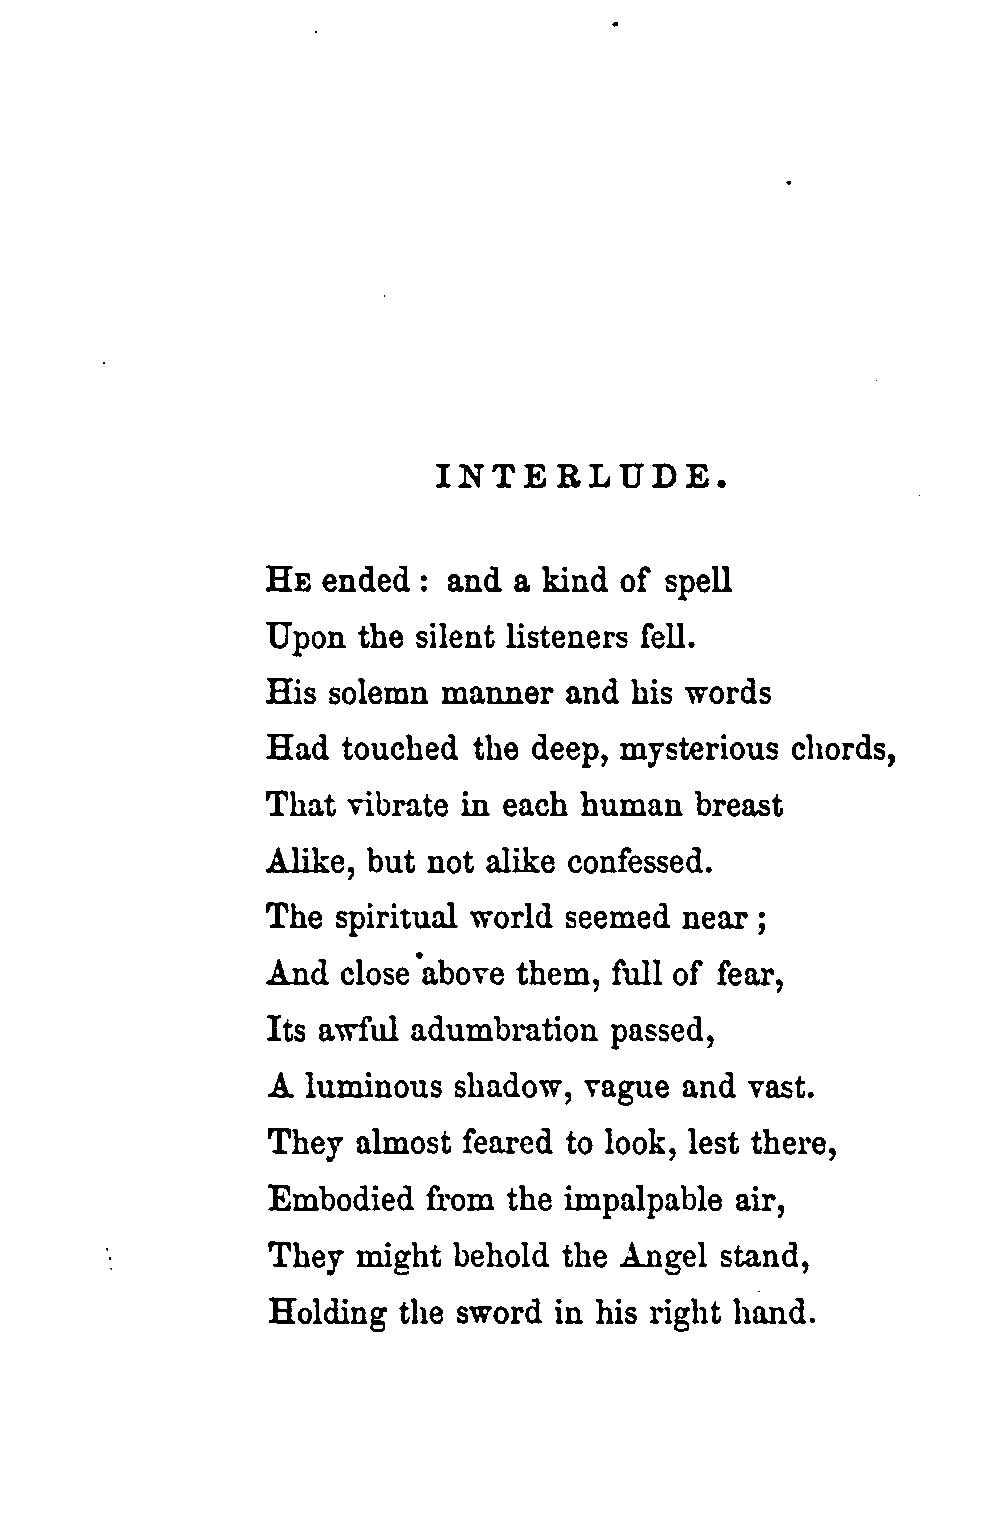 INTERLUDE.
HE ended : and a kind of spell
Upon the silent listeners fell.
His solemn manner and his words
Had touched the deep, mysterious chords,
That vibrate in each human breast
Alike, but not alike confessed.
The spiritual world seemed near ;
And close above them, full of fear,
Its awful adumbration passed,
A luminous shadow, vague and vast.
They almost feared to look, lest there,
Embodied from the impalpable air,
They might behold the Angel stand,
Holding the sword in his right hand.